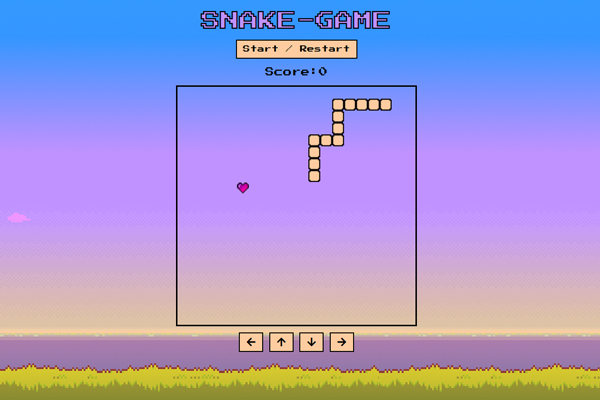 SNAKE-GAME
Start / Restart
Score:0
← ↑ ↓ →